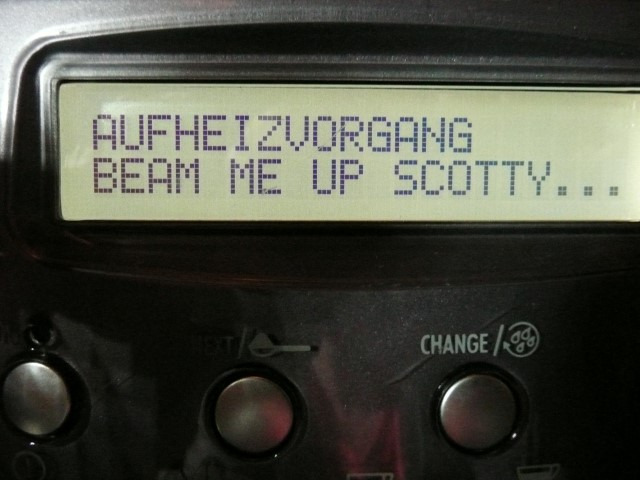 AUFHEIZVORGANG
BEAM ME UP SCOTTY...
CHANGE /